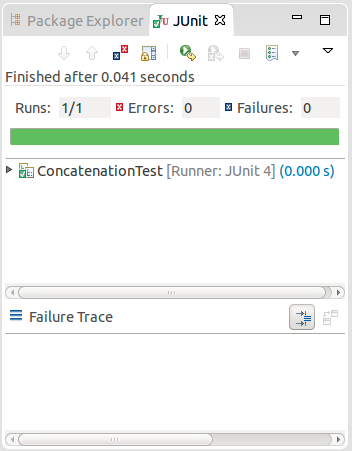 Package Explorer JUnit
Finished after 0.041 seconds
Runs: 1/1 Errors: 0 Failures: 0
ConcatenationTest [Runner: JUnit 4] (0.000 s)
Failure Trace